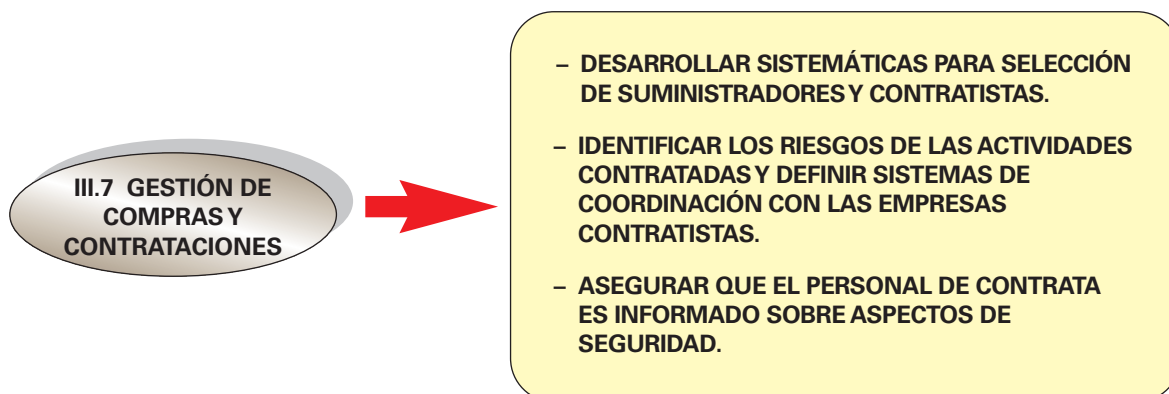 III.7 GESTIÓN DE
COMPRAS Y
CONTRATACIONES
– DESARROLLAR SISTEMÁTICAS PARA SELECCIÓN
DE SUMINISTRADORES Y CONTRATISTAS.
– IDENTIFICAR LOS RIESGOS DE LAS ACTIVIDADES
CONTRATADAS Y DEFINIR SISTEMAS DE
COORDINACIÓN CON LAS EMPRESAS
CONTRATISTAS.
– ASEGURAR QUE EL PERSONAL DE CONTRATA
ES INFORMADO SOBRE ASPECTOS DE
SEGURIDAD.